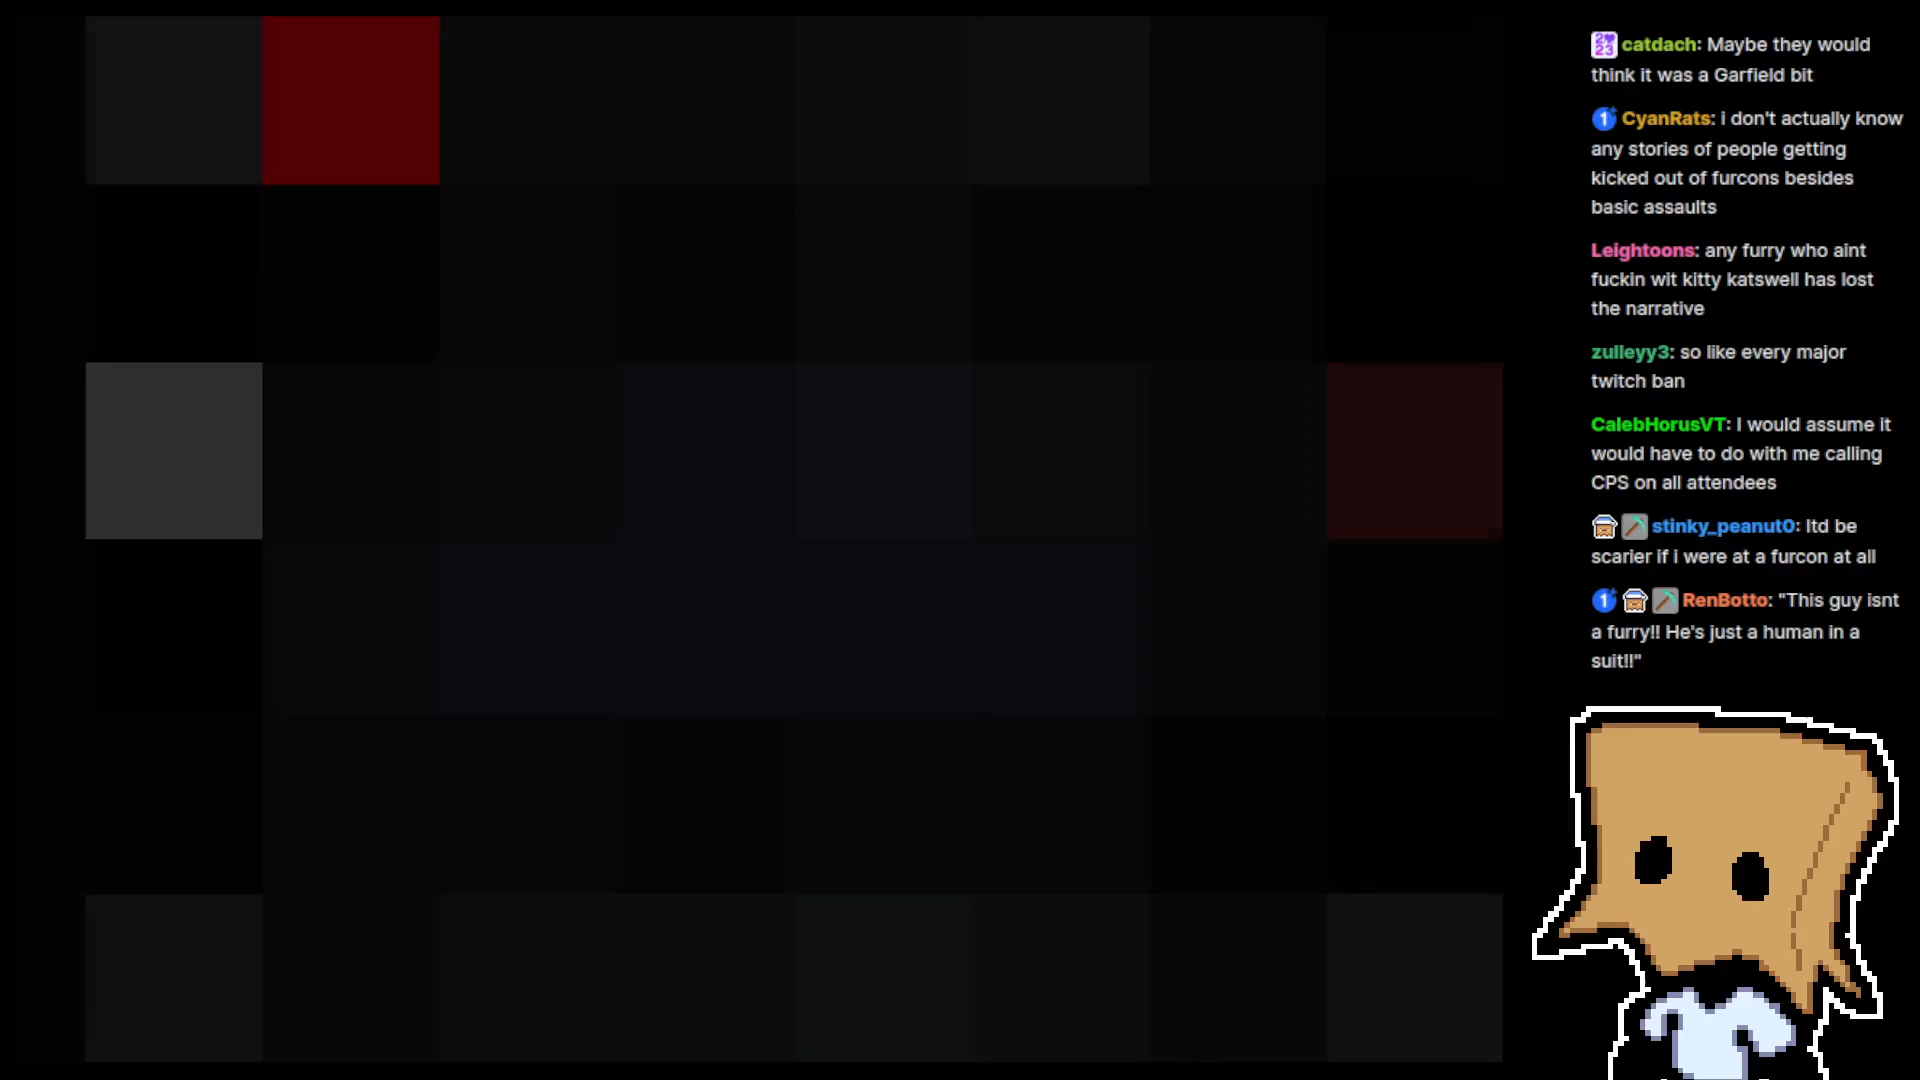 catdach: Maybe they would
think it was a Garfield bit
CyanRats: i don't actually know
any stories of people getting
kicked out of furcons besides
basic assaults
Leightoons: any furry who aint
fuckin wit kitty katswell has lost
the narrative
zulleyy3: so like every major
twitch ban
CalebHorusVT: I would assume it
would have to do with me calling
CPS on all attendees
stinky_peanut0: Itd be
scarier if i were at a furcon at all
RenBotto: "This guy isnt
a furry!! He's just a human in a
suit!!"